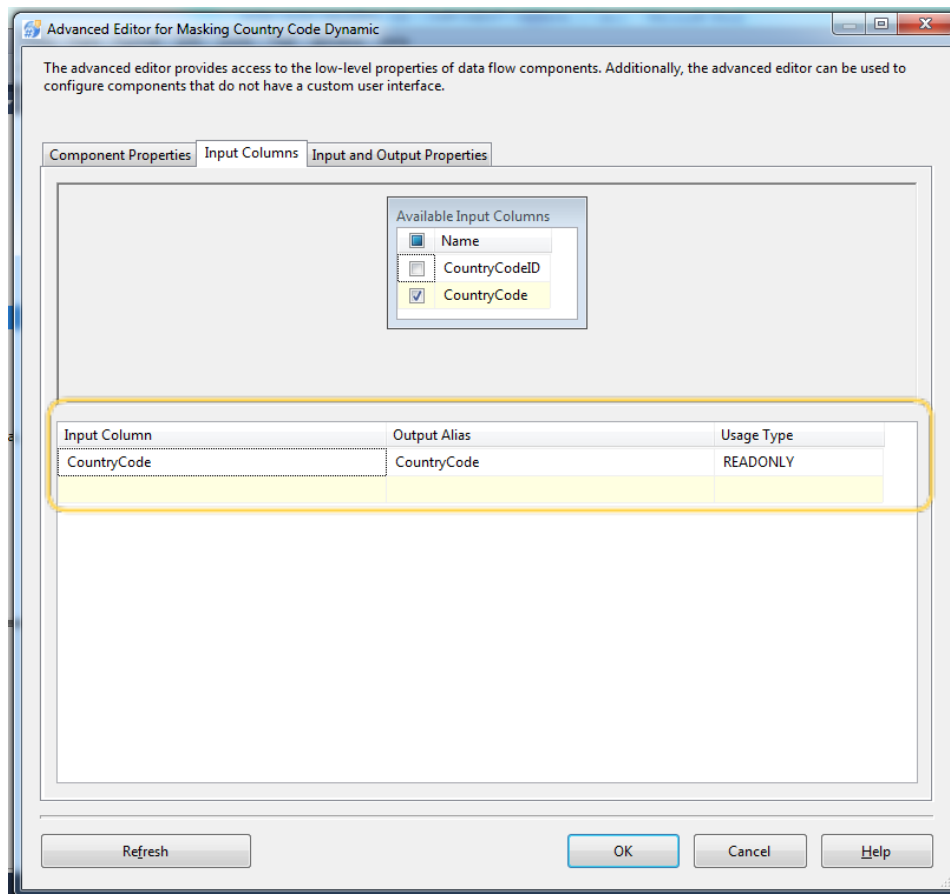 Advanced Editor for Masking Country Code Dynamic
The advanced editor provides access to the low-level properties of data flow components. Additionally, the advanced editor can be used to
configure components that do not have a custom user interface.
Component Properties Input Columns Input and Output Properties
Available Input Columns
Name
CountryCodeID
CountryCode
Input Column Output Alias Usage Type
CountryCode CountryCode READONLY
Refresh OK Cancel Help